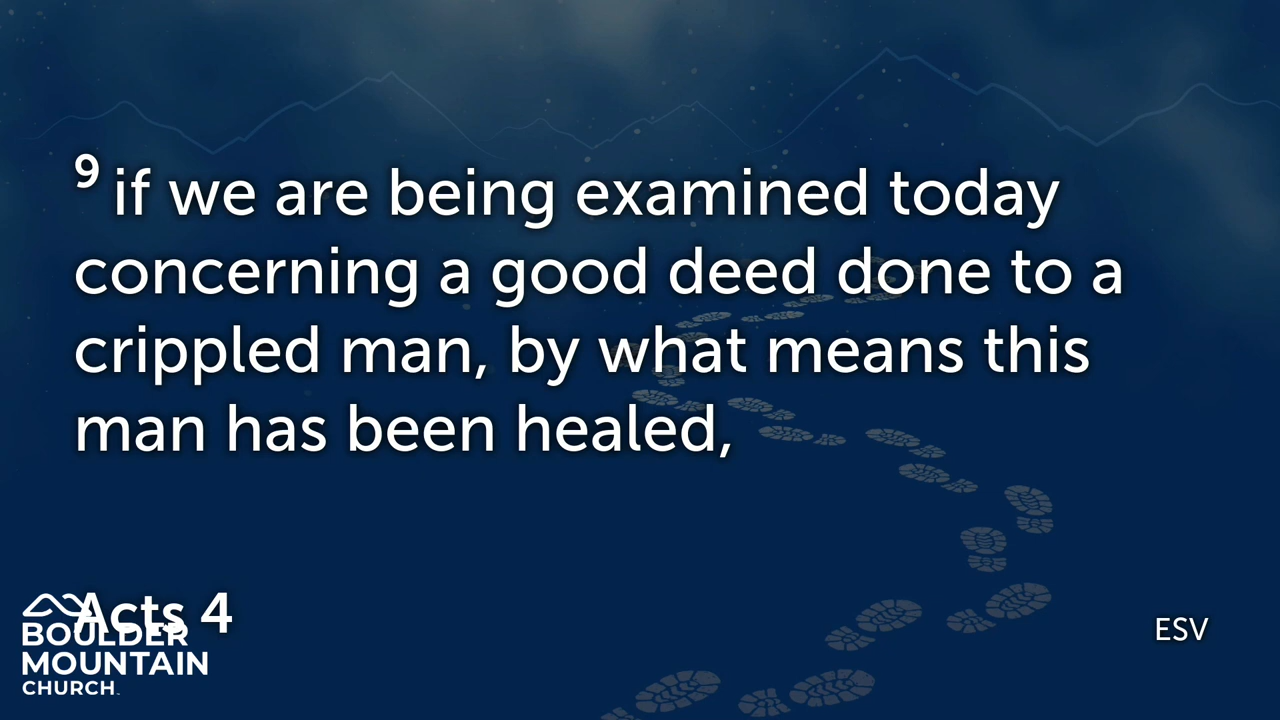 9 if we are being examined today
concerning a good deed done to a
crippled man, by what means this
man has been healed,
Acts 4
BOULDER
MOUNTAIN
CHURCH
ESV